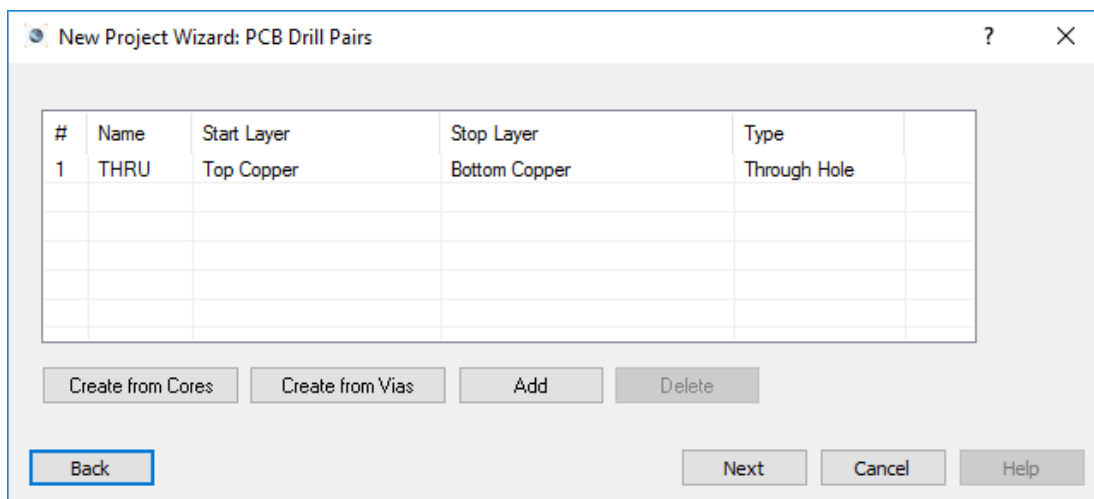 New Project Wizard: PCB Drill Pairs ?
# Name Start Layer Stop Layer Type
1 THRU Top Copper Bottom Copper Through Hole
Create from Cores Create from Vias Add Delete
Back Next Cancel Help